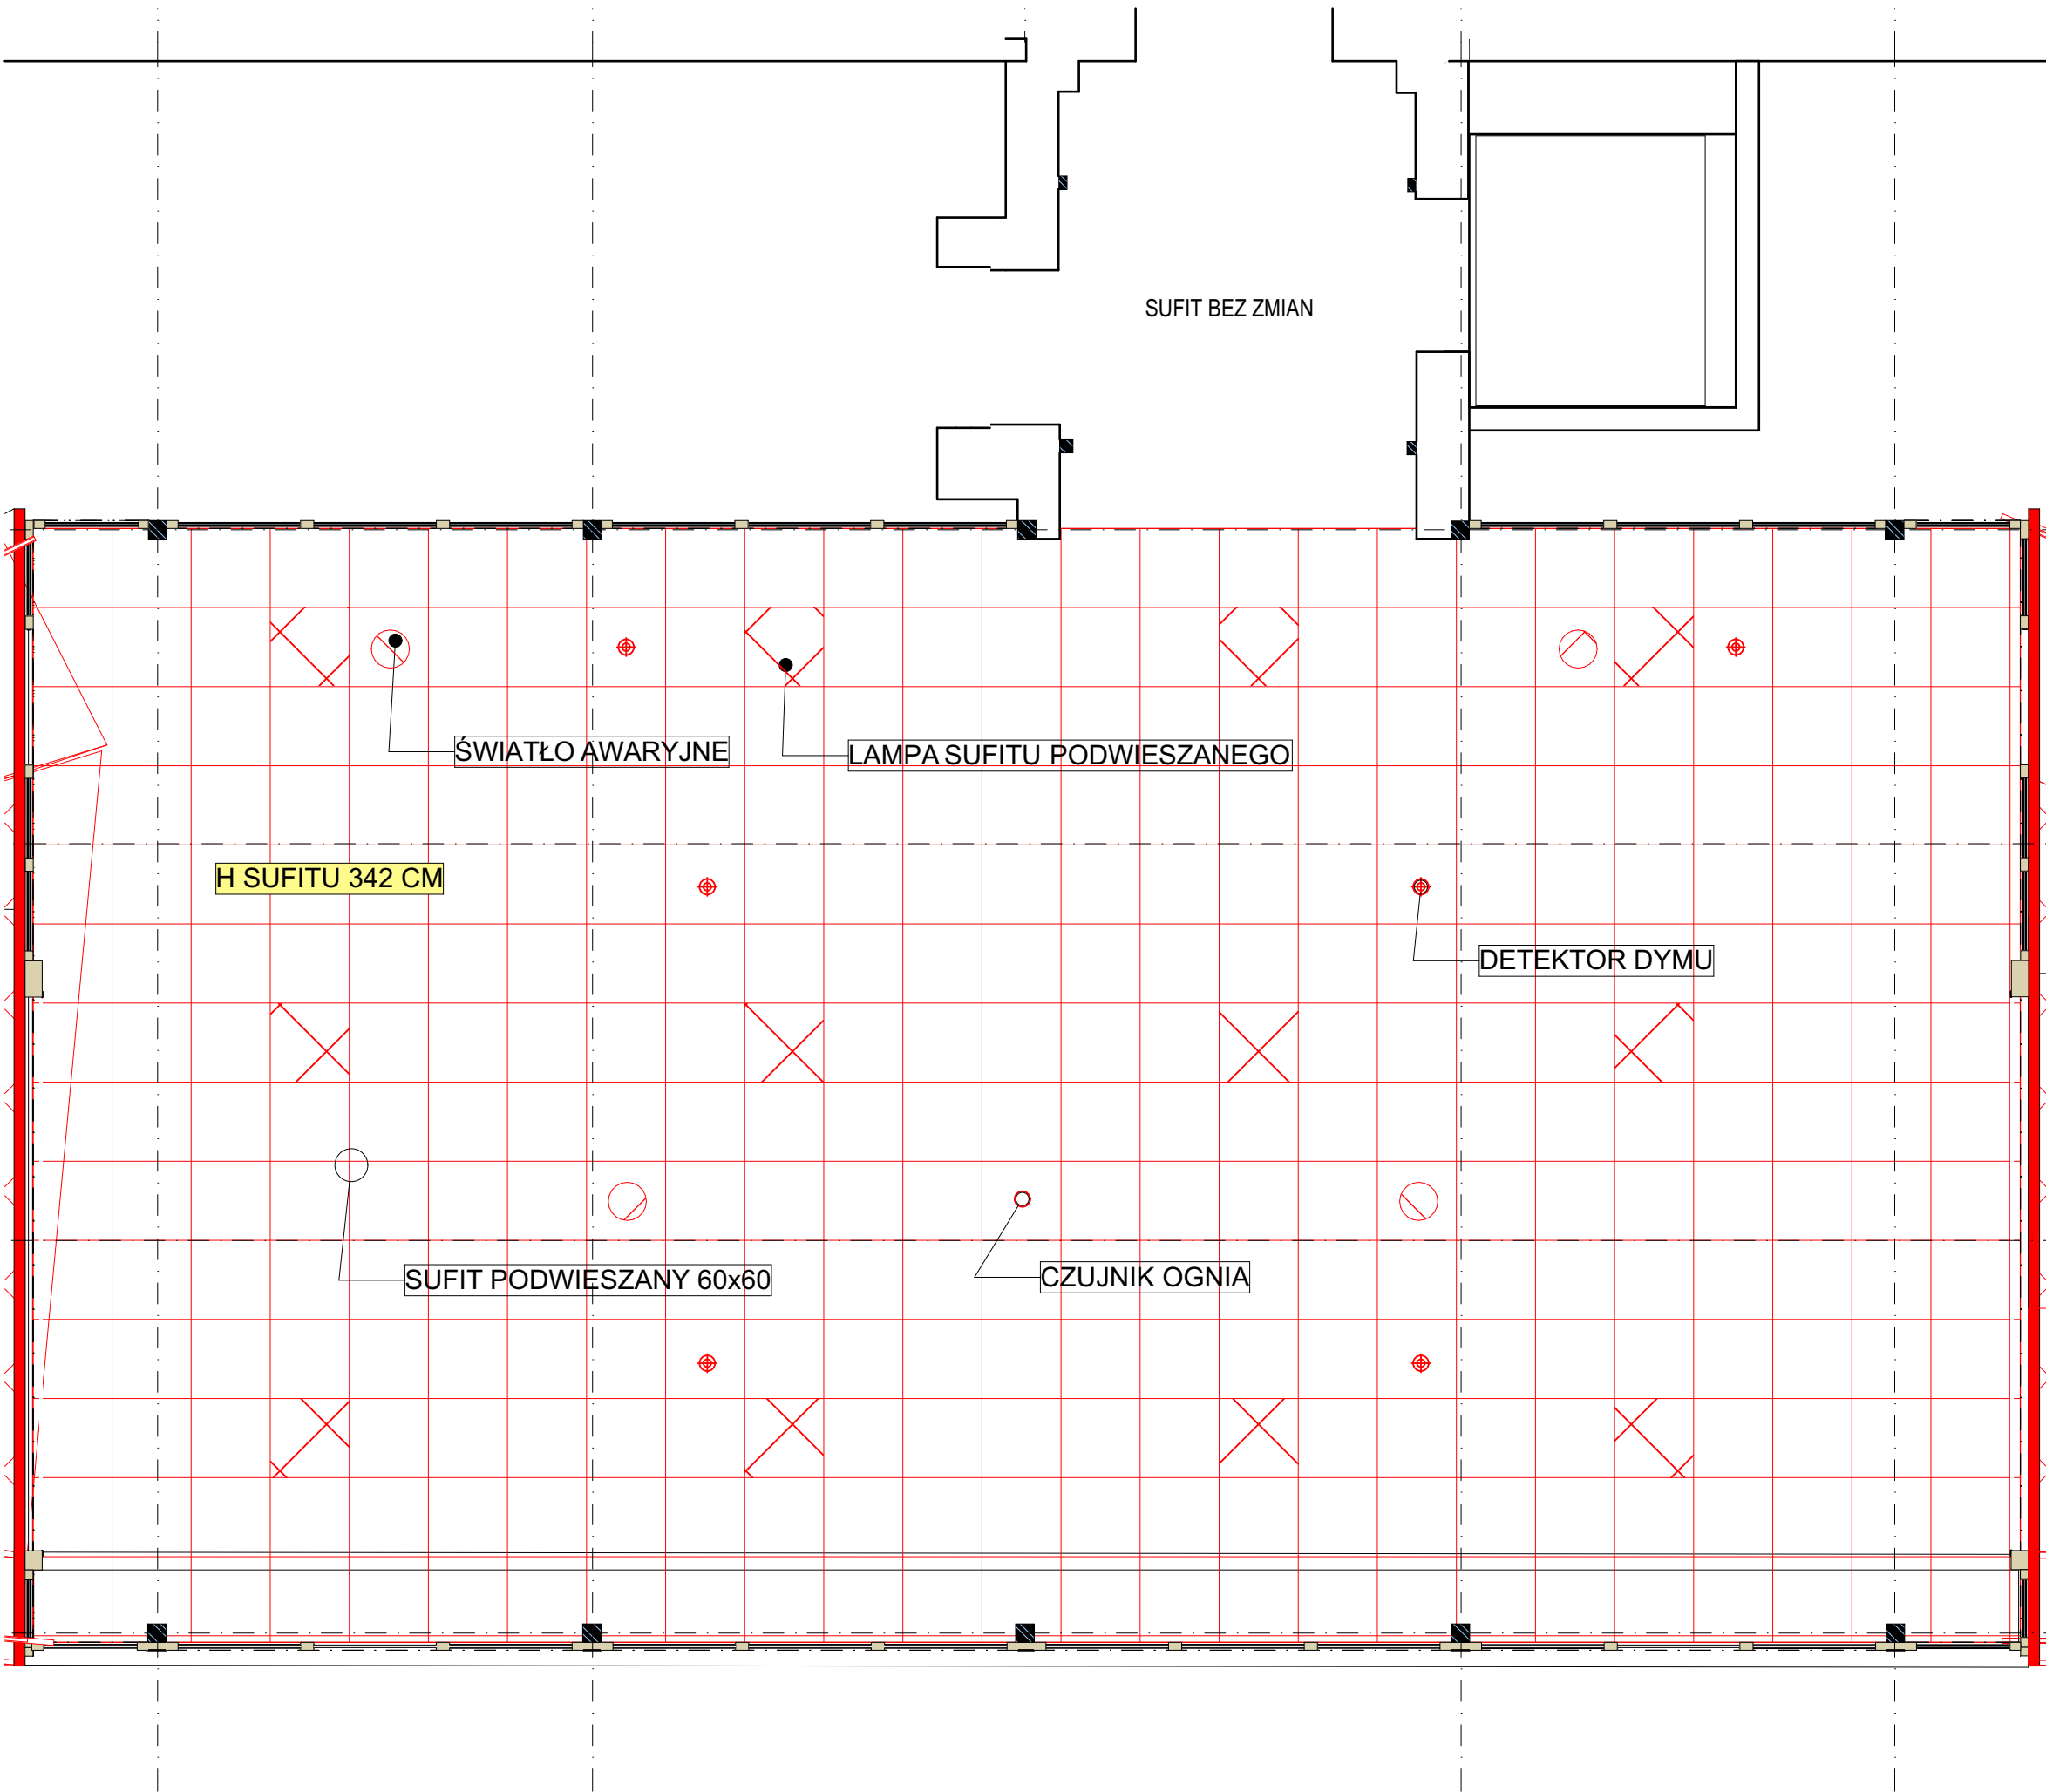 SUFIT BEZ ZMIAN
ŚWIATŁO AWARYJNE
LAMPA SUFITU PODWIESZANEGO
H SUFITU 342 CM
DETEKTOR DYMU
SUFIT PODWIESZANY 60x60
CZUJNIK OGNIA